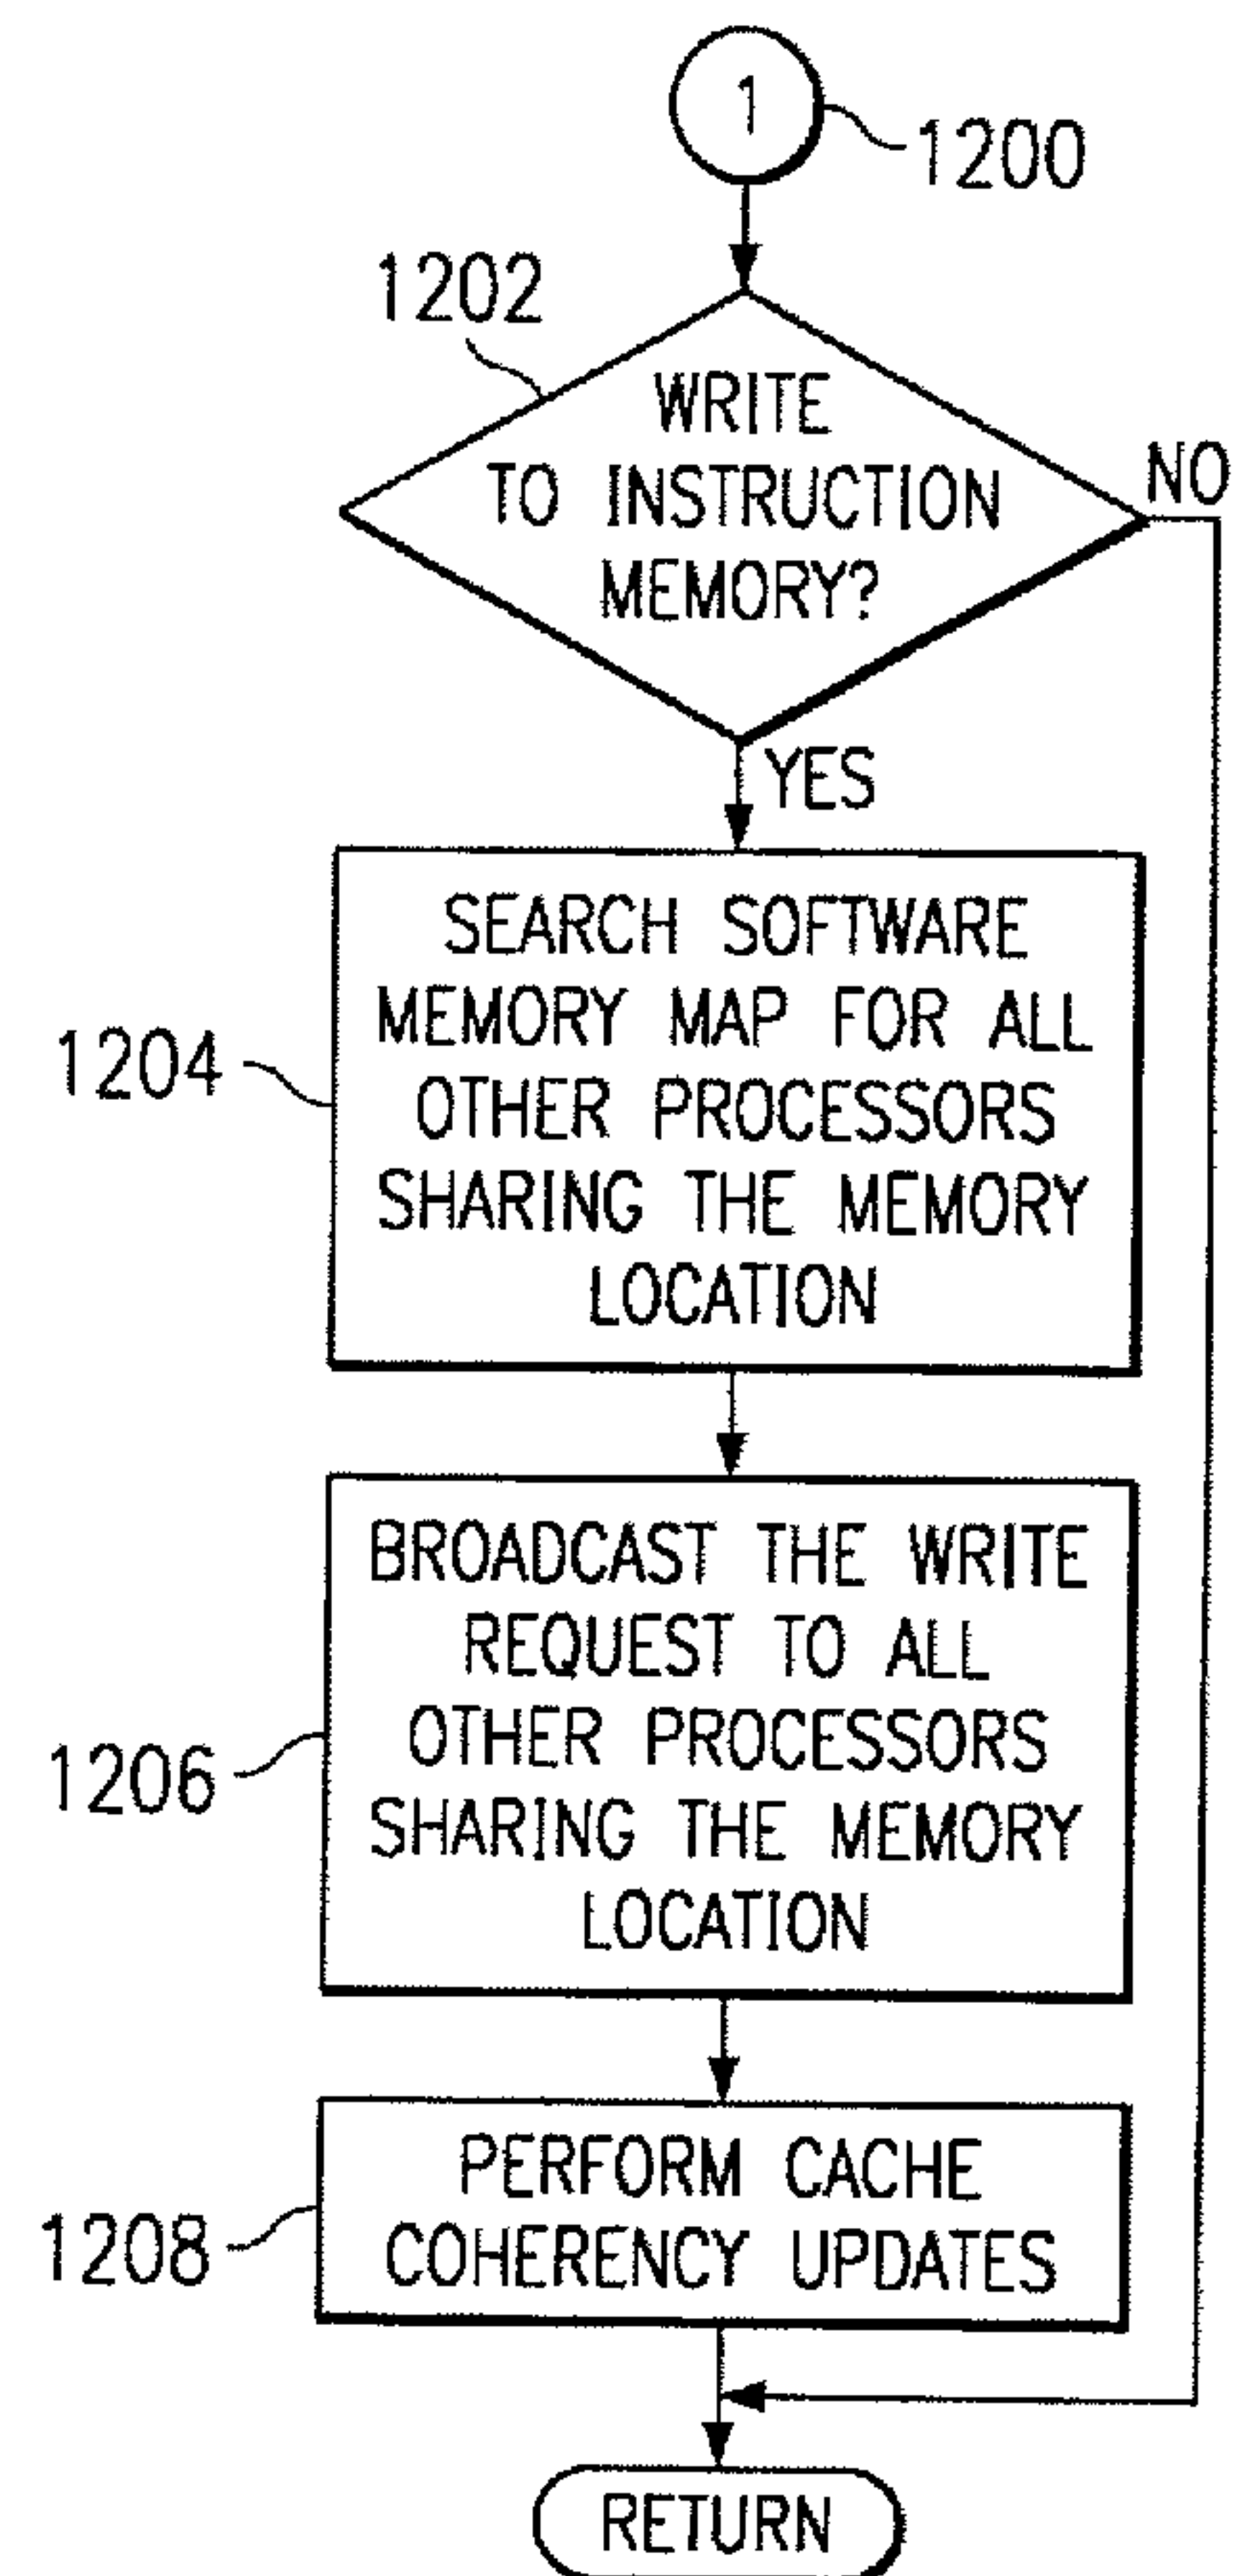 1
1200
1202
WRITE
TO INSTRUCTION
MEMORY?
NO
YES
SEARCH SOFTWARE
MEMORY MAP FOR ALL
OTHER PROCESSORS
SHARING THE MEMORY
LOCATION
1204
BROADCAST THE WRITE
REQUEST TO ALL
OTHER PROCESSORS
SHARING THE MEMORY
LOCATION
1206
PERFORM CACHE
COHERENCY UPDATES
1208
RETURN